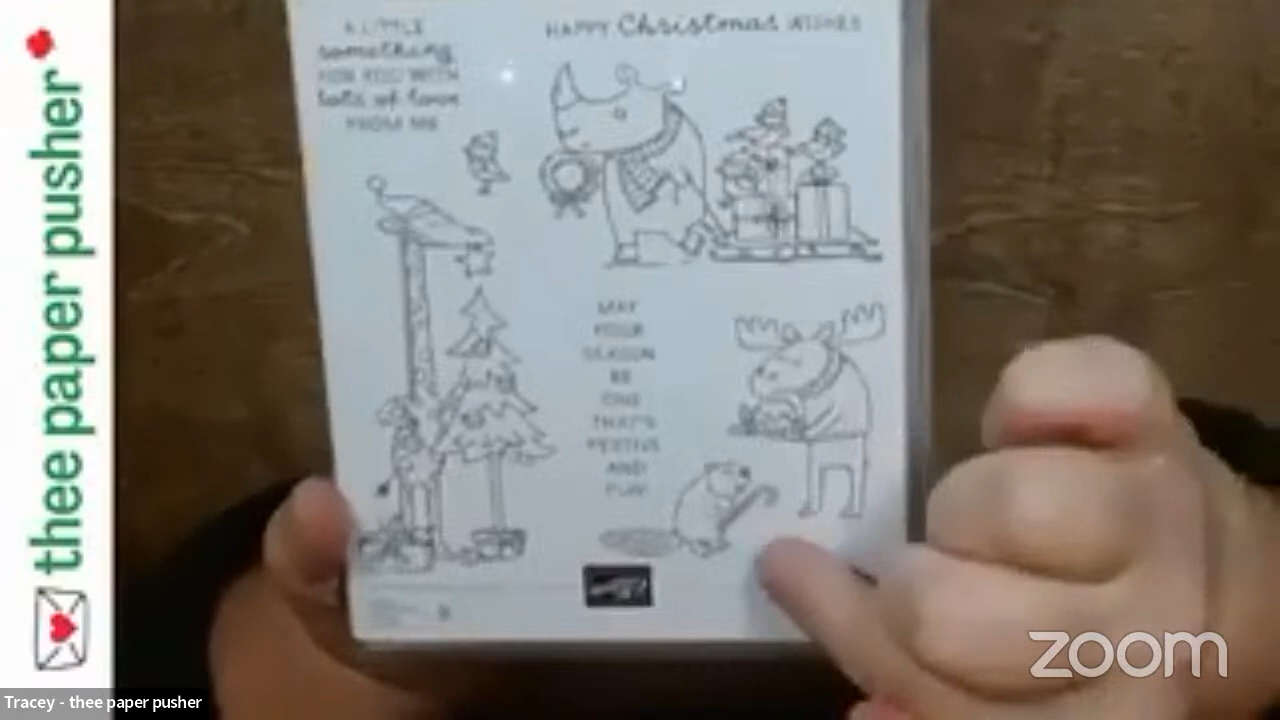 thee paper pusher
A LITTLE
something
FOR YOU WITH
lots of love
FROM ME
HAPPY Christmas WISHES
MAY
YOUR
SEASON
BE
ONE
THAT'S
FESTIVE
AND
FUN!
zoom
Tracey - thee paper pusher